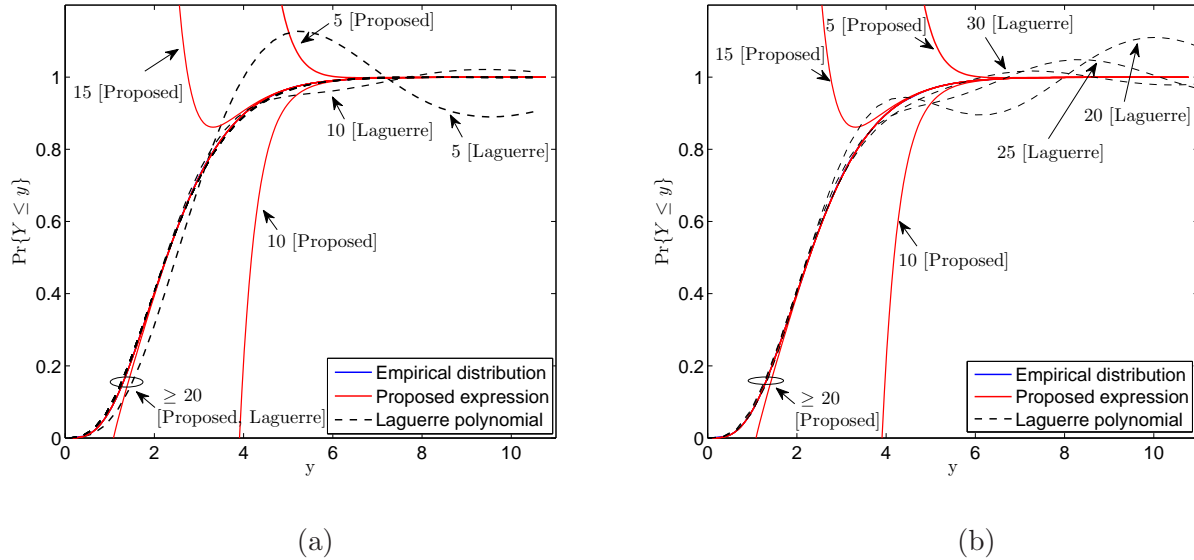 5 [Proposed]
15 [Proposed]
10 [Laguerre]
5 [Laguerre]
10 [Proposed]
≥ 20
[Proposed, Laguerre]
Pr{Y ≤ y}
1
0.8
0.6
0.4
0.2
0
0 2 4 6 8 10
y
Empirical distribution
Proposed expression
Laguerre polynomial
(a)
5 [Proposed]
30 [Laguerre]
15 [Proposed]
20 [Laguerre]
25 [Laguerre]
10 [Proposed]
≥ 20
[Proposed]
Pr{Y ≤ y}
1
0.8
0.6
0.4
0.2
0
0 2 4 6 8 10
y
Empirical distribution
Proposed expression
Laguerre polynomial
(b)